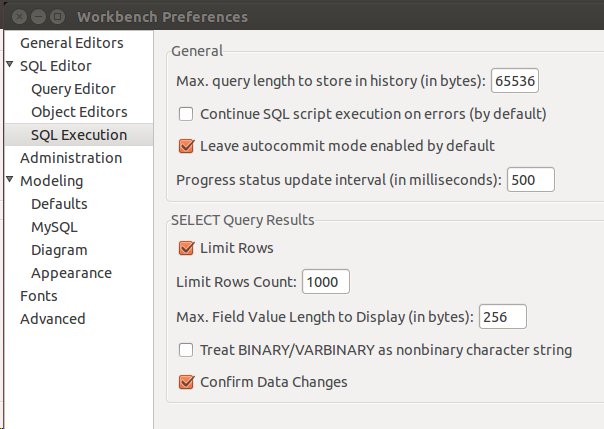 Workbench Preferences
General Editors
SQL Editor
Query Editor
Object Editors
SQL Execution
Administration
Modeling
Defaults
MySQL
Diagram
Appearance
Fonts
Advanced
General
Max. query length to store in history (in bytes): 65536
Continue SQL script execution on errors (by default)
Leave autocommit mode enabled by default
Progress status update interval (in milliseconds): 500
SELECT Query Results
Limit Rows
Limit Rows Count: 1000
Max. Field Value Length to Display (in bytes): 256
Treat BINARY/VARBINARY as nonbinary character string
Confirm Data Changes